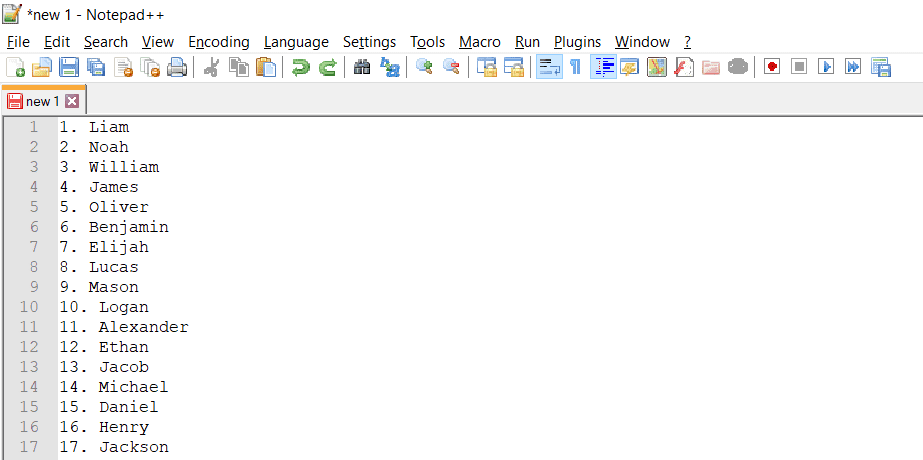 *new 1 - Notepad++
File Edit Search View Encoding Language Settings Tools Macro Run Plugins Window ?
new 1
1 1. Liam
2 2. Noah
3 3. William
4 4. James
5 5. Oliver
6 6. Benjamin
7 7. Elijah
8 8. Lucas
9 9. Mason
10 10. Logan
11 11. Alexander
12 12. Ethan
13 13. Jacob
14 14. Michael
15 15. Daniel
16 16. Henry
17 17. Jackson